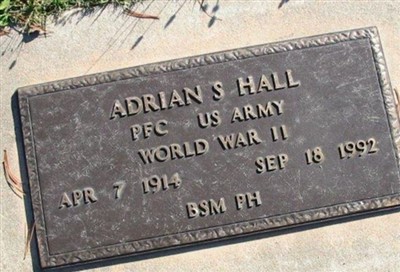 ADRIAN S HALL
PFC US ARMY
WORLD WAR II
APR 7 1914 SEP 18 1992
BSM PH